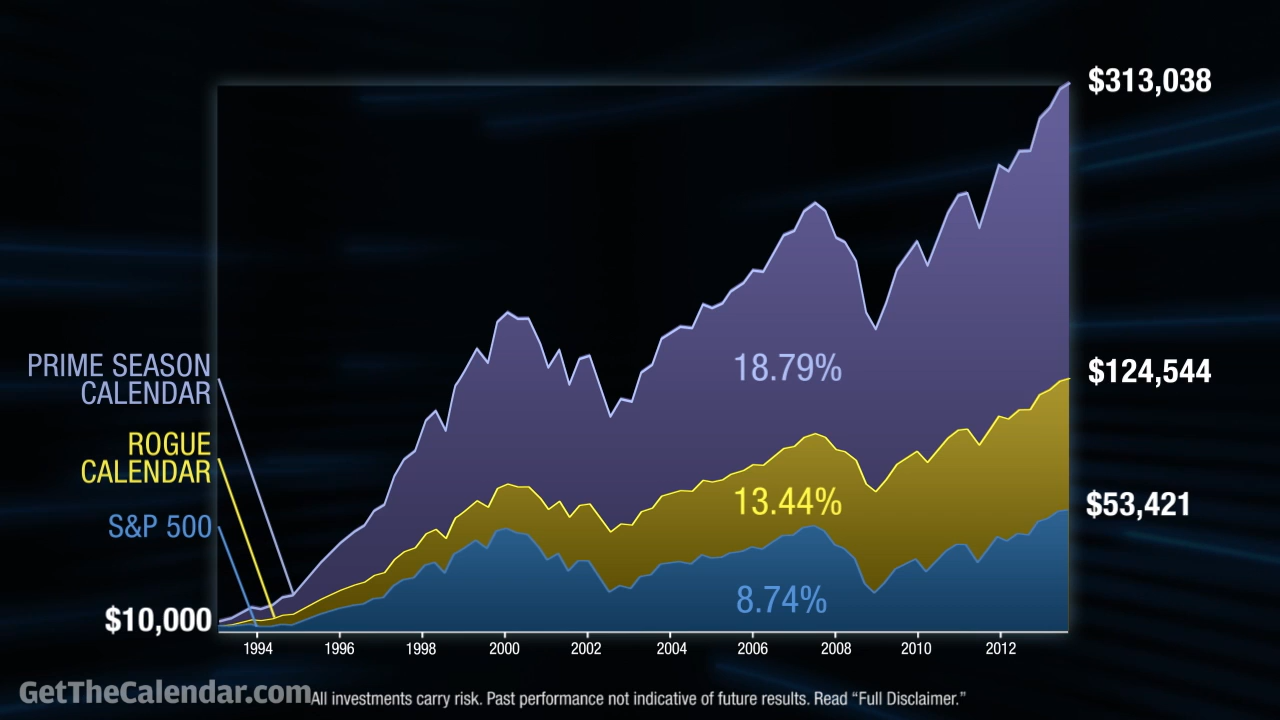 $313,038
PRIME SEASON
CALENDAR
18.79%
$124,544
ROGUE
CALENDAR
13.44%
$53,421
S&P 500
8.74%
$10,000
1994 1996 1998 2000 2002 2004 2006 2008 2010 2012
GetTheCalendar.com
All investments carry risk. Past performance not indicative of future results. Read “Full Disclaimer.”